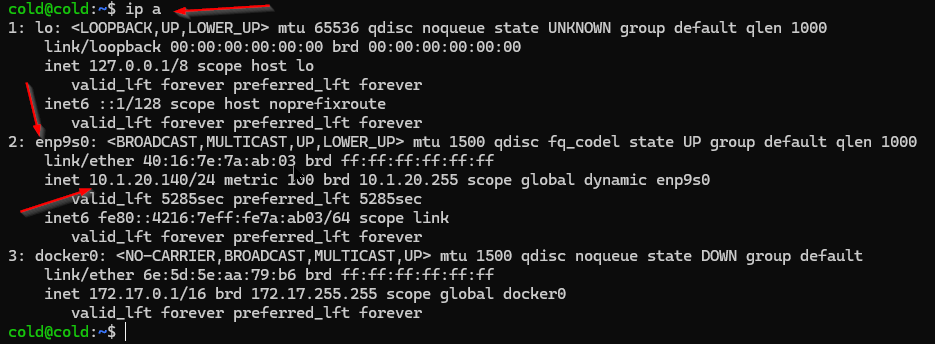 cold@cold:~$ ip a
1: lo: <LOOPBACK,UP,LOWER_UP> mtu 65536 qdisc noqueue state UNKNOWN group default qlen 1000
link/loopback 00:00:00:00:00:00 brd 00:00:00:00:00:00
inet 127.0.0.1/8 scope host lo
valid_lft forever preferred_lft forever
inet6 ::1/128 scope host noprefixroute
valid_lft forever preferred_lft forever
2: enp9s0: <BROADCAST,MULTICAST,UP,LOWER_UP> mtu 1500 qdisc fq_codel state UP group default qlen 1000
link/ether 40:16:7e:7a:ab:03 brd ff:ff:ff:ff:ff:ff
inet 10.1.20.140/24 metric 100 brd 10.1.20.255 scope global dynamic enp9s0
valid_lft 5285sec preferred_lft 5285sec
inet6 fe80::4216:7eff:fe7a:ab03/64 scope link
valid_lft forever preferred_lft forever
3: docker0: <NO-CARRIER,BROADCAST,MULTICAST,UP> mtu 1500 qdisc noqueue state DOWN group default
link/ether 6e:5d:5e:aa:79:b6 brd ff:ff:ff:ff:ff:ff
inet 172.17.0.1/16 brd 172.17.255.255 scope global docker0
valid_lft forever preferred_lft forever
cold@cold:~$